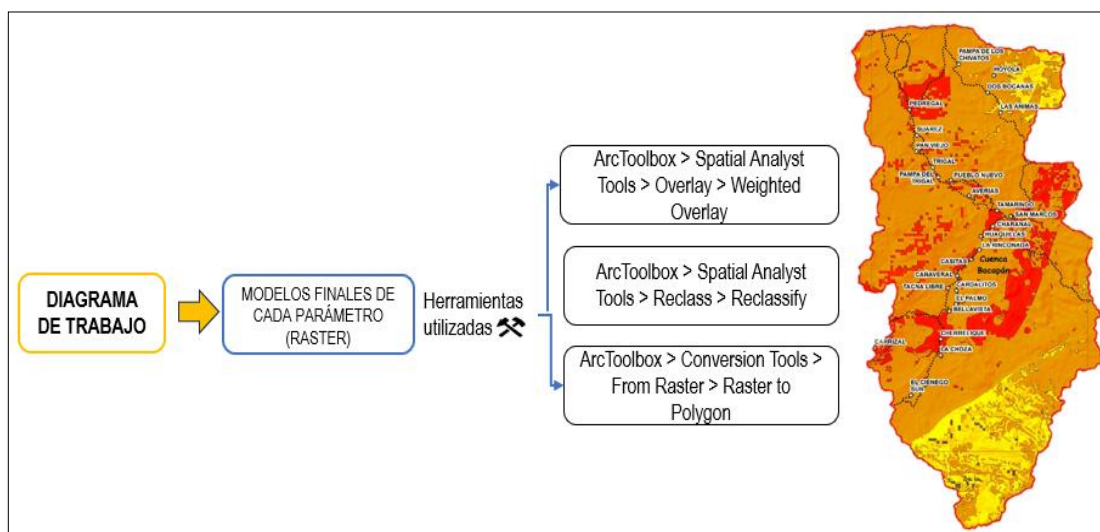 DIAGRAMA
DE TRABAJO
MODELOS FINALES DE
CADA PARÁMETRO
(RASTER)
Herramientas
utilizadas
ArcToolbox > Spatial Analyst
Tools > Overlay > Weighted
Overlay
ArcToolbox > Spatial Analyst
Tools > Reclass > Reclassify
ArcToolbox > Conversion Tools >
From Raster > Raster to
Polygon
PAMPA DE LOS
CHIVATOS
HOYOLA
DOS BOCANAS
LAS ANIMAS
PEDREGAL
SUAREZ
PAN VIEJO
TRIGAL
PAMPA DEL
TRIGAL
PUEBLO NUEVO
AVERIAS
TAMARINDO
SAN MARCOS
CHARANAL
HUAQUILLAS
LA RINCONADA
Cuenca
Bocapán
CASITAS
CAÑAVERAL
CARDALITOS
TACNA LIBRE
EL PALMO
BELLAVISTA
CHERRELIQUE
CARRIZAL
LA CHOZA
EL CIENEGO
SUR